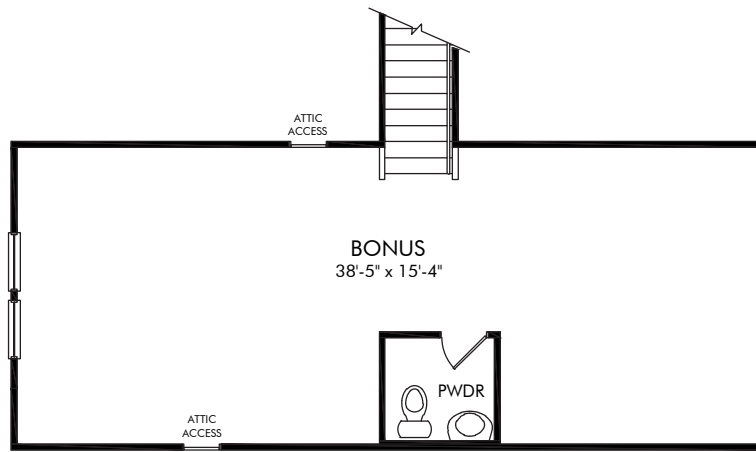 ATTIC
ACCESS
BONUS
38'-5" x 15'-4"
PWDR
ATTIC
ACCESS